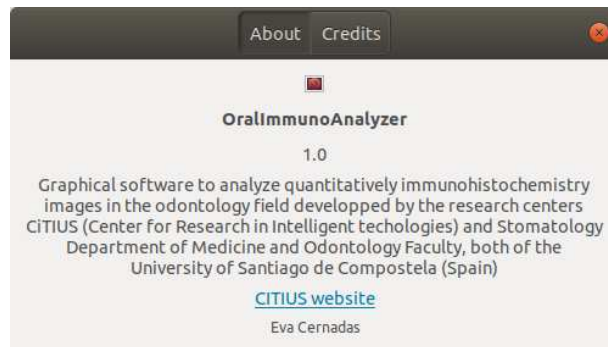 About Credits
OralImmunoAnalyzer
1.0
Graphical software to analyze quantitatively immunohistochemistry
images in the odontology field developped by the research centers
CiTIUS (Center for Research in Intelligent techologies) and Stomatology
Department of Medicine and Odontology Faculty, both of the
University of Santiago de Compostela (Spain)
CITIUS website
Eva Cernadas